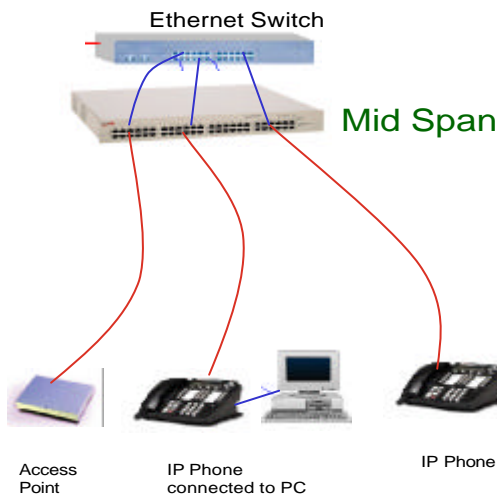 Ethernet Switch
Mid Span
Access
Point
IP Phone
connected to PC
IP Phone